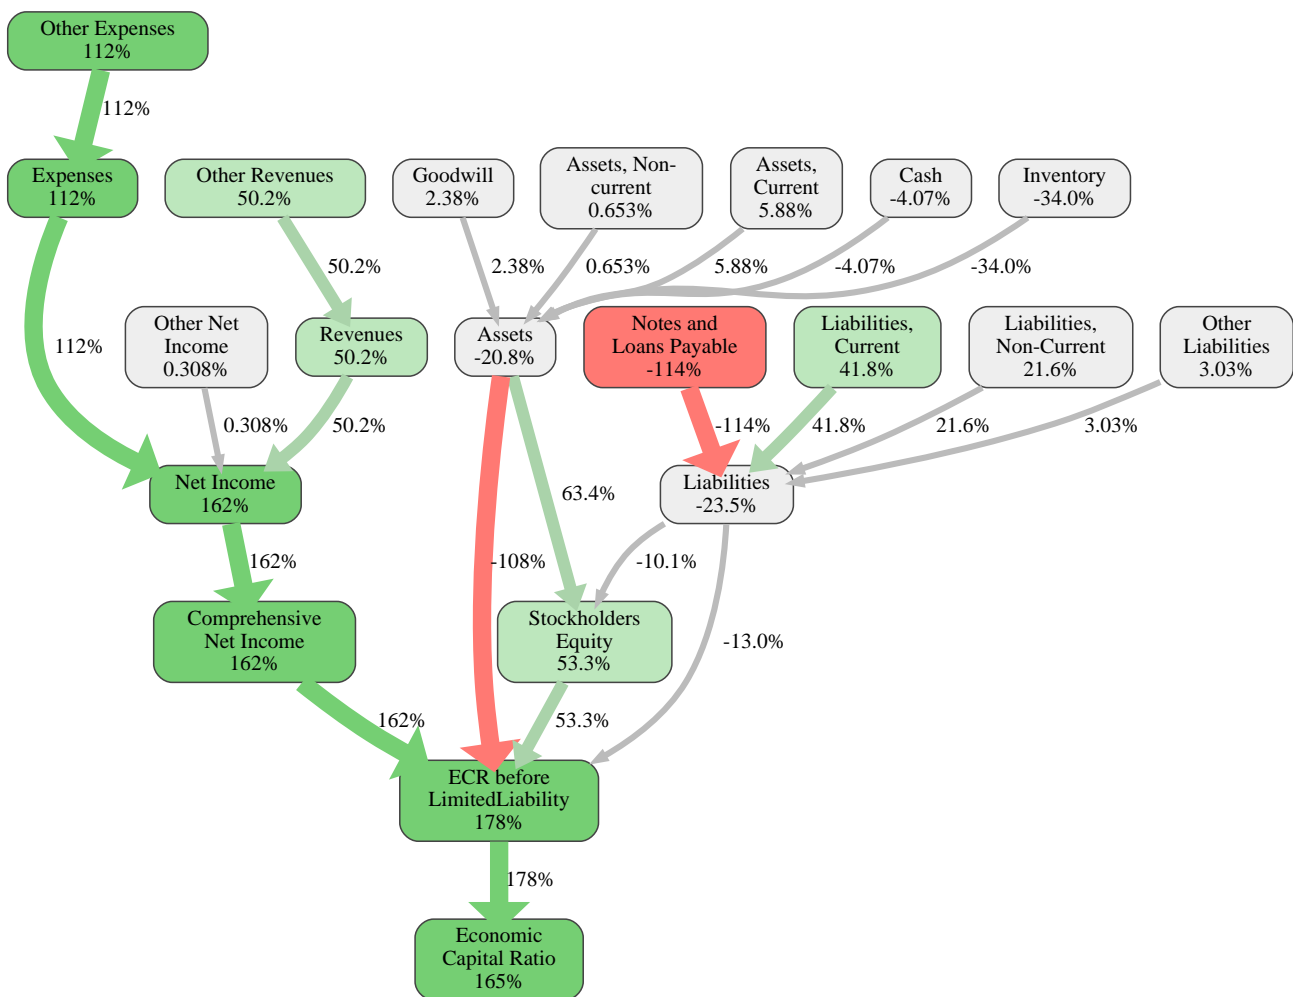 Other Expenses
112%
112%
Expenses
112%
Other Revenues
50.2%
Goodwill
2.38%
Assets, Non-
current
0.653%
Assets,
Current
5.88%
Cash
-4.07%
Inventory
-34.0%
50.2%
2.38%
0.653%
5.88%
-4.07%
-34.0%
112%
Other Net
Income
0.308%
Revenues
50.2%
Assets
-20.8%
Notes and
Loans Payable
-114%
Liabilities,
Current
41.8%
Liabilities,
Non-Current
21.6%
Other
Liabilities
3.03%
0.308%
50.2%
-114%
41.8%
21.6%
3.03%
Net Income
162%
63.4%
Liabilities
-23.5%
162%
-108%
-10.1%
-13.0%
Comprehensive
Net Income
162%
Stockholders
Equity
53.3%
162%
53.3%
ECR before
LimitedLiability
178%
178%
Economic
Capital Ratio
165%